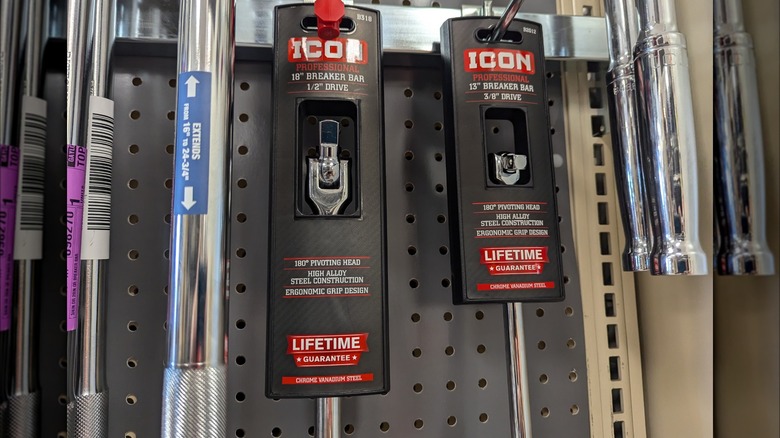 EXTENDS
FROM 16" to 24-3/4"
BS18
ICON
PROFESSIONAL
18" BREAKER BAR
1/2" DRIVE
180° PIVOTING HEAD
HIGH ALLOY
STEEL CONSTRUCTION
ERGONOMIC GRIP DESIGN
LIFETIME
★ GUARANTEE ★
CHROME VANADIUM STEEL
ICON
PROFESSIONAL
13" BREAKER BAR
3/8" DRIVE
180° PIVOTING HEAD
HIGH ALLOY
STEEL CONSTRUCTION
ERGONOMIC GRIP DESIGN
LIFETIME
★ GUARANTEE ★
CHROME VANADIUM STEEL